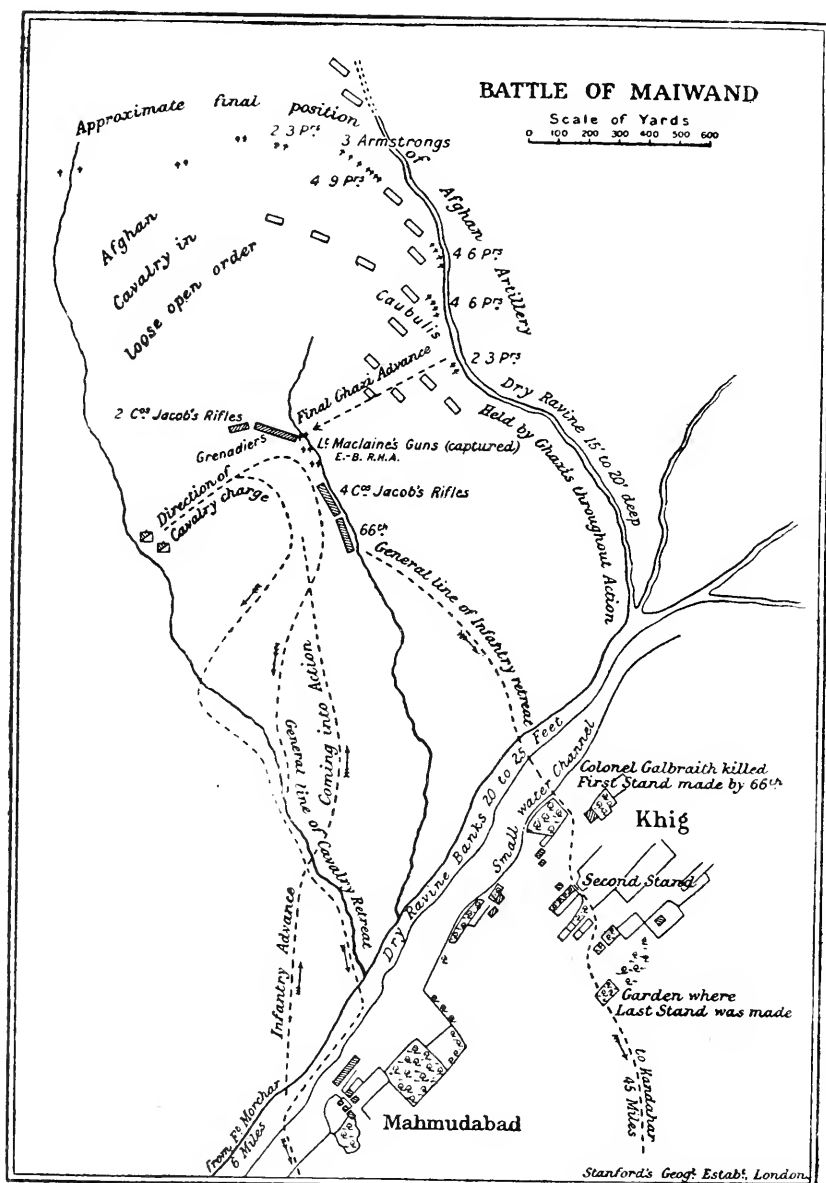 BATTLE OF MAIWAND
Scale of Yards
0 100 200 300 400 500 600
Approximate final position of Afghan Artillery
2 3 Prs
3 Armstrongs
4 9 Prs
Afghan
Cavalry in
loose open order
4 6 Prs
4 6 Prs
Caubulis
2 3 Prs
Final Ghazi Advance
Dry Ravine 15' to 20' deep
Held by Ghazis throughout Action
2 Cos Jacob's Rifles
Grenadiers
Lt Maclaine's Guns (captured)
E.-B. R.H.A.
4 Cos Jacob's Rifles
66th
Direction of
Cavalry charge
General line of Infantry retreat
Coming into Action
General line of Cavalry Retreat
Infantry Advance
Dry Ravine Banks 20 to 25 Feet
Small water Channel
Colonel Galbraith killed
First Stand made by 66th
Khig
Second Stand
Garden where
Last Stand was made
to Kandahar
45 Miles
Mahmudabad
from Ft Morchar
6 Miles
Stanford's Geogl. Estabt., London.